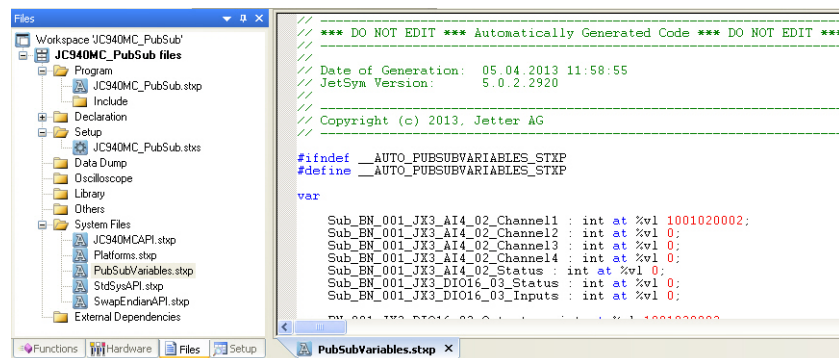 Files
Workspace 'JC940MC_PubSub'
JC940MC_PubSub files
Program
JC940MC_PubSub.stxp
Include
Declaration
Setup
JC940MC_PubSub.stxs
Data Dump
Oscilloscope
Library
Others
System Files
JC940MCAPI.stxp
Platforms.stxp
PubSubVariables.stxp
StdSysAPI.stxp
SwapEndianAPI.stxp
External Dependencies
Functions Hardware Files Setup
// ---
// *** DO NOT EDIT *** Automatically Generated Code *** DO NOT EDIT ***
// ---
//
// Date of Generation: 05.04.2013 11:58:55
// JetSym Version: 5.0.2.2920
//
// ---
// Copyright (c) 2013, Jetter AG
// ---
#ifndef __AUTO_PUBSUBVARIABLES_STXP
#define __AUTO_PUBSUBVARIABLES_STXP
var
Sub_BN_001_JX3_AI4_02_Channel1 : int at %vl 1001020002;
Sub_BN_001_JX3_AI4_02_Channel2 : int at %vl 0;
Sub_BN_001_JX3_AI4_02_Channel3 : int at %vl 0;
Sub_BN_001_JX3_AI4_02_Channel4 : int at %vl 0;
Sub_BN_001_JX3_AI4_02_Status : int at %vl 0;
Sub_BN_001_JX3_DIO16_03_Status : int at %vl 0;
Sub_BN_001_JX3_DIO16_03_Inputs : int at %vl 0;
PubSubVariables.stxp